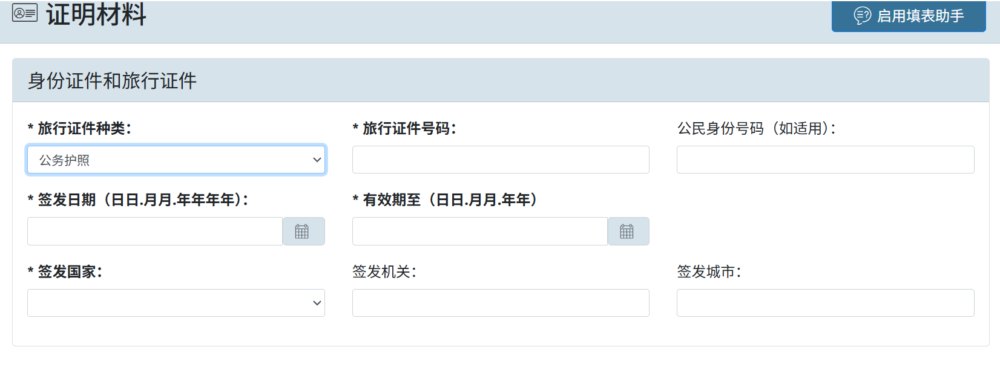 证明材料
启用填表助手
身份证件和旅行证件
* 旅行证件种类：
* 旅行证件号码：
公民身份号码（如适用）：
公务护照
* 签发日期（日日.月月.年年年年）：
* 有效期至（日日.月月.年年）
* 签发国家：
签发机关：
签发城市：